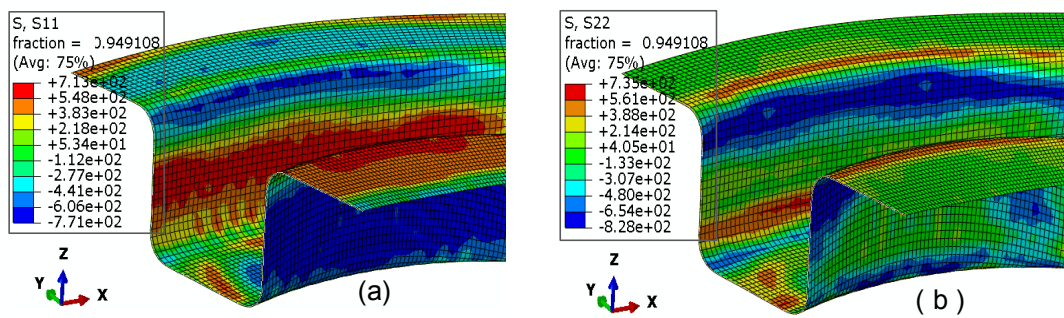 S, S11
fraction = 0.949108
(Avg: 75%)
+7.13e+02
+5.48e+02
+3.83e+02
+2.18e+02
+5.34e+01
-1.12e+02
-2.77e+02
-4.41e+02
-6.06e+02
-7.71e+02
Z
Y
X
(a)
S, S22
fraction = 0.949108
(Avg: 75%)
+7.35e+02
+5.61e+02
+3.88e+02
+2.14e+02
+4.05e+01
-1.33e+02
-3.07e+02
-4.80e+02
-6.54e+02
-8.28e+02
Z
Y
X
( b )